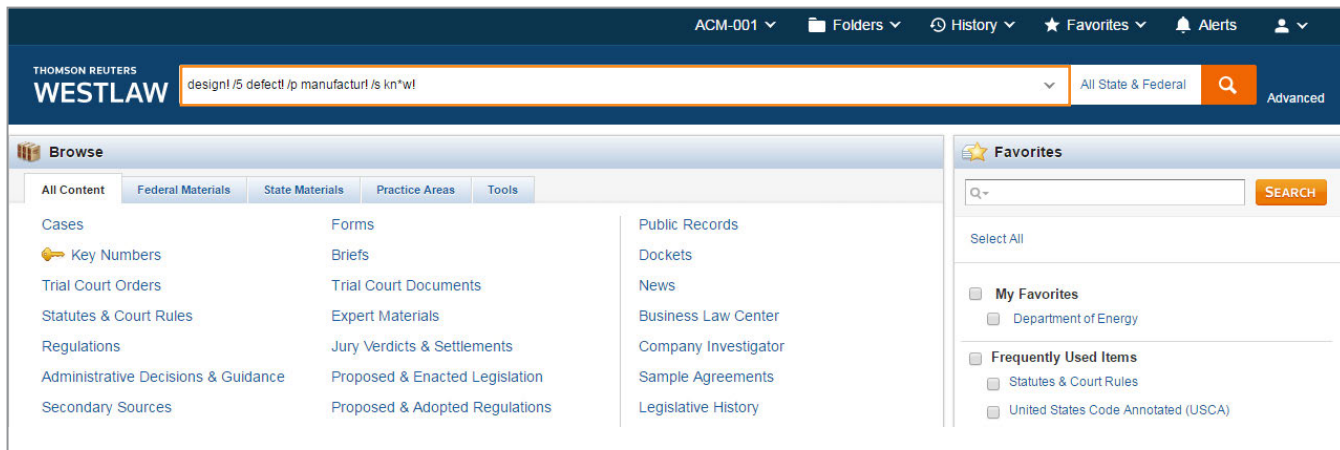 ACM-001 Folders History Favorites Alerts
THOMSON REUTERS
WESTLAW
design! /5 defect! /p manufactur! /s kn*w!
All State & Federal
Advanced
Browse
All Content Federal Materials State Materials Practice Areas Tools
Cases Forms Public Records
Key Numbers Briefs Dockets
Trial Court Orders Trial Court Documents News
Statutes & Court Rules Expert Materials Business Law Center
Regulations Jury Verdicts & Settlements Company Investigator
Administrative Decisions & Guidance Proposed & Enacted Legislation Sample Agreements
Secondary Sources Proposed & Adopted Regulations Legislative History
Favorites
SEARCH
Select All
My Favorites
Department of Energy
Frequently Used Items
Statutes & Court Rules
United States Code Annotated (USCA)